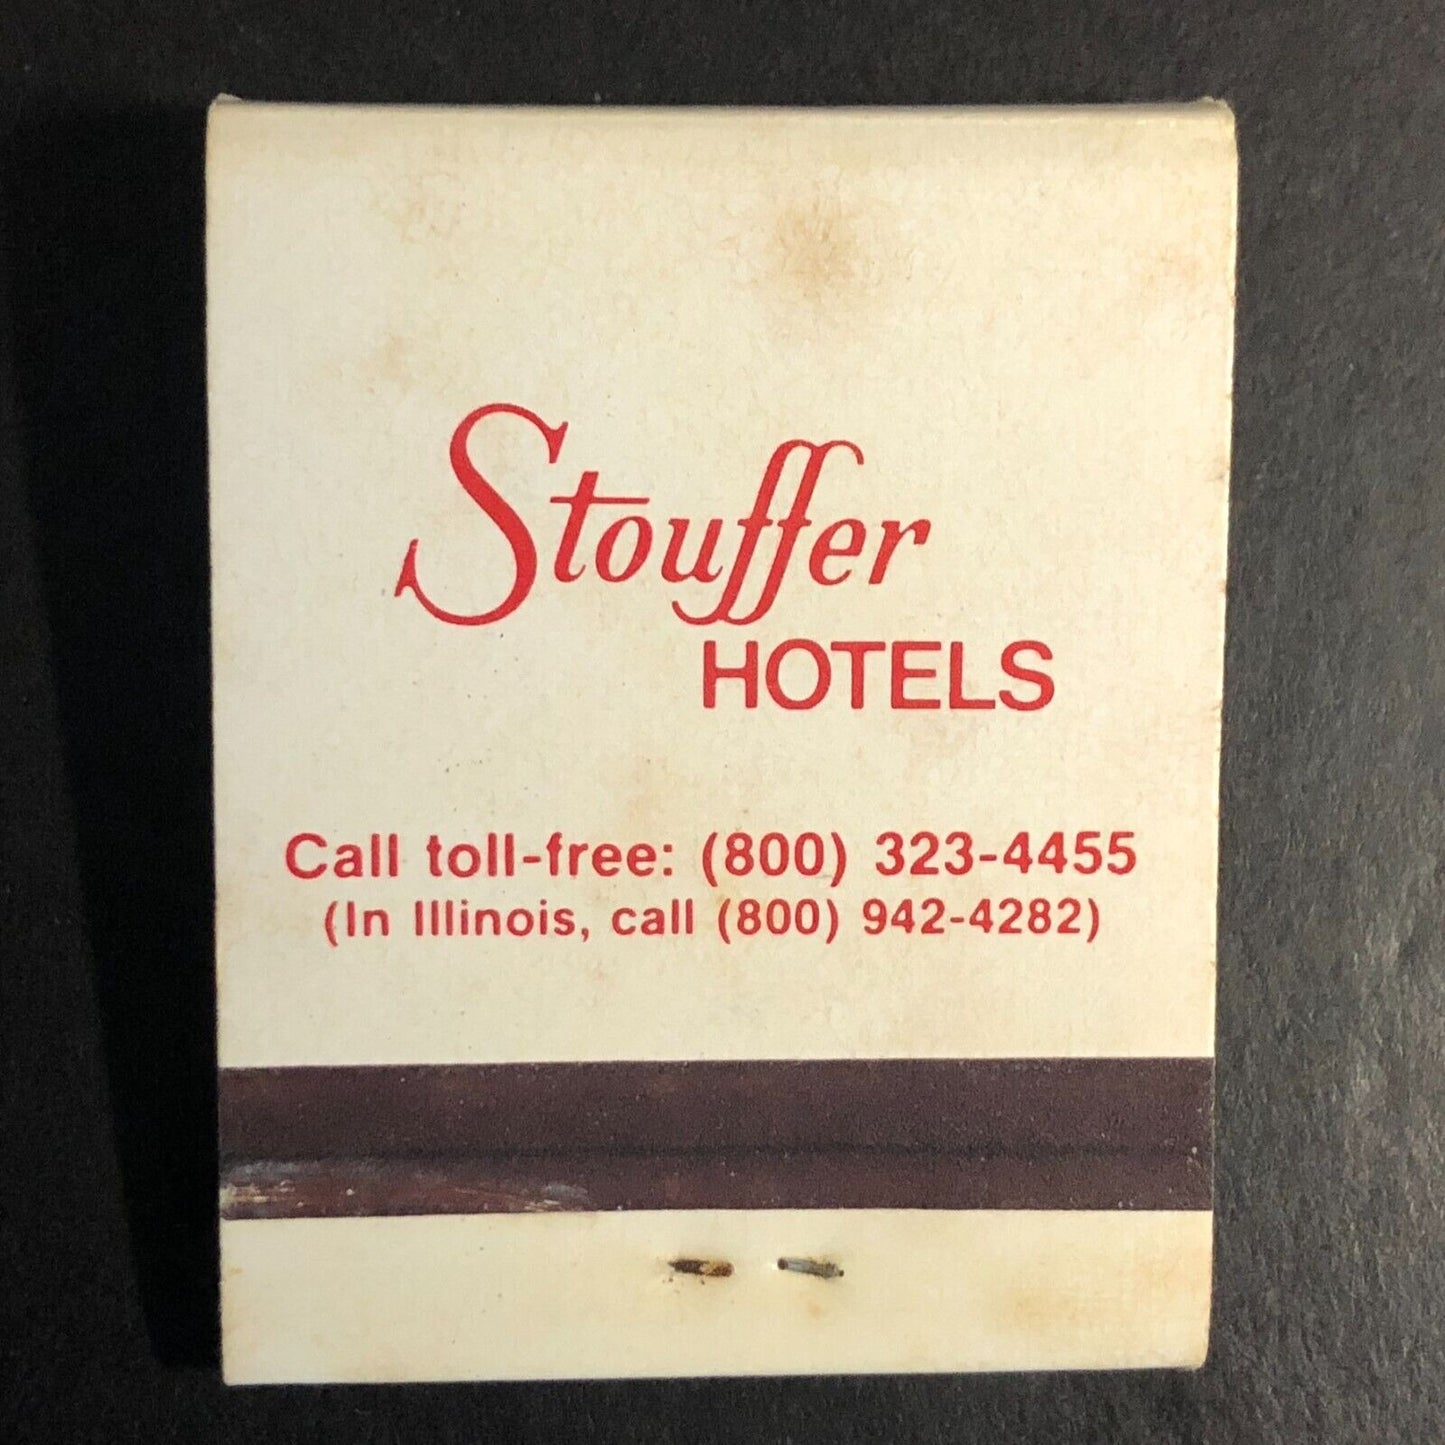 Stouffer
HOTELS
Call toll-free: (800) 323-4455
(In Illinois, call (800) 942-4282)